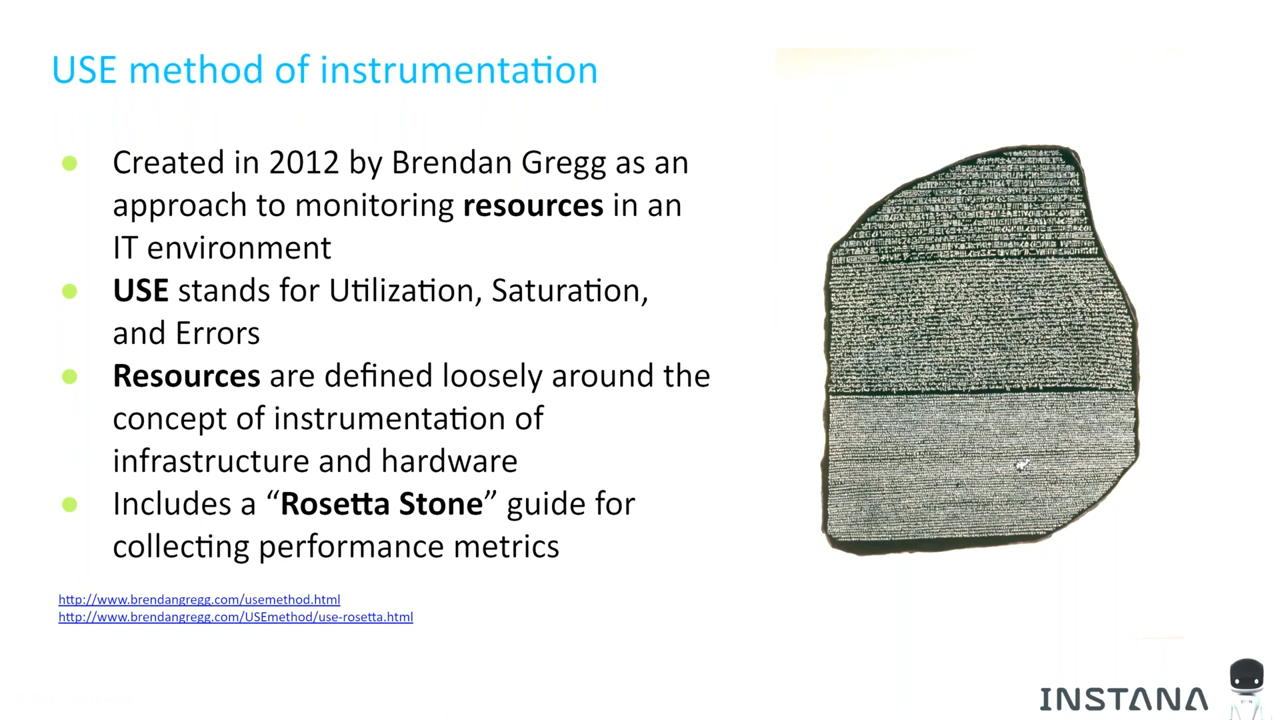 USE method of instrumentation
● Created in 2012 by Brendan Gregg as an
approach to monitoring resources in an
IT environment
● USE stands for Utilization, Saturation,
and Errors
● Resources are defined loosely around the
concept of instrumentation of
infrastructure and hardware
● Includes a “Rosetta Stone” guide for
collecting performance metrics
http://www.brendangregg.com/usemethod.html
http://www.brendangregg.com/USEmethod/use-rosetta.html
INSTANA